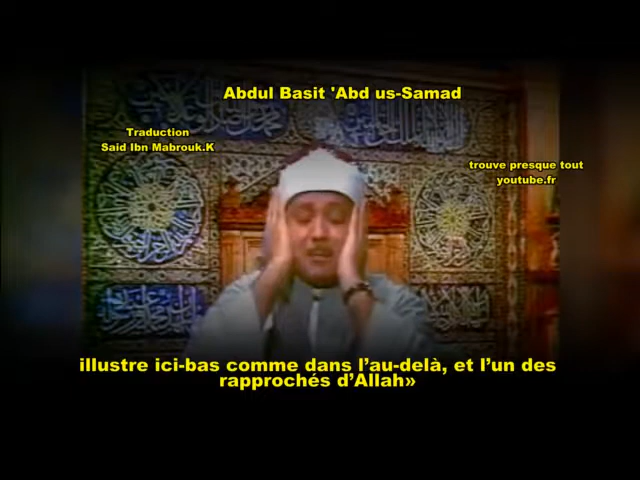 Abdul Basit 'Abd us-Samad
Traduction
Said Ibn Mabrouk.K
trouve presque tout
youtube.fr
illustre ici-bas comme dans l’au-delà, et l’un des
rapprochés d’Allah»